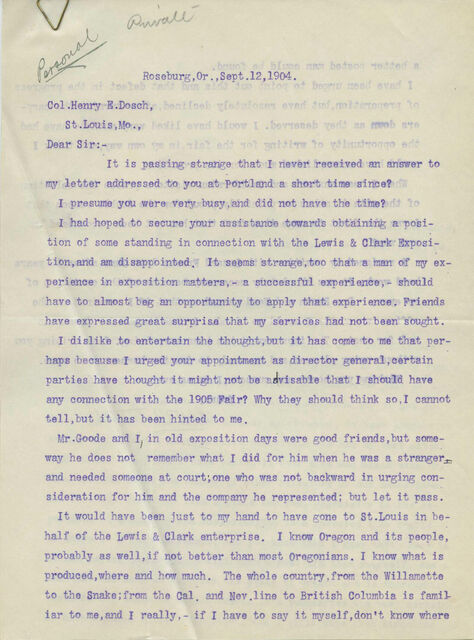 Personal
Private
Roseburg,Or.,Sept.12,1904.
Col.Henry E.Dosch,
St.Louis,Mo.,
Dear Sir:-
It is passing strange that I never received an answer to
my letter addressed to you at Portland a short time since?
I presume you were very busy,and did not have the time?
I had hoped to secure your assistance towards obtaining a posi-
tion of some standing in connection with the Lewis & Clark Exposi-
tion,and am disappointed. It seems strange,too that a man of my ex-
perience in exposition matters,- a successful experience,- should
have to almost beg an opportunity to apply that experience. Friends
have expressed great surprise that my services had not been sought.
I dislike to entertain the thought,but it has come to me that per-
haps because I urged your appointment as director general,certain
parties have thought it might not be advisable that I should have
any connection with the 1905 Fair? Why they should think so,I cannot
tell,but it has been hinted to me.
Mr.Goode and I, in old exposition days were good friends,but some-
way he does not remember what I did for him when he was a stranger
and needed someone at court;one who was not backward in urging con-
sideration for him and the company he represented; but let it pass.
It would have been just to my hand to have gone to St.Louis in be-
half of the Lewis & Clark enterprise. I know Oregon and its people,
probably as well,if not better than most Oregonians. I know what is
produced,where and how much. The whole country,from the Willamette
to the Snake;from the Cal. and Nev.line to British Columbia is famil-
iar to me,and I really,- if I have to say it myself,don't know where